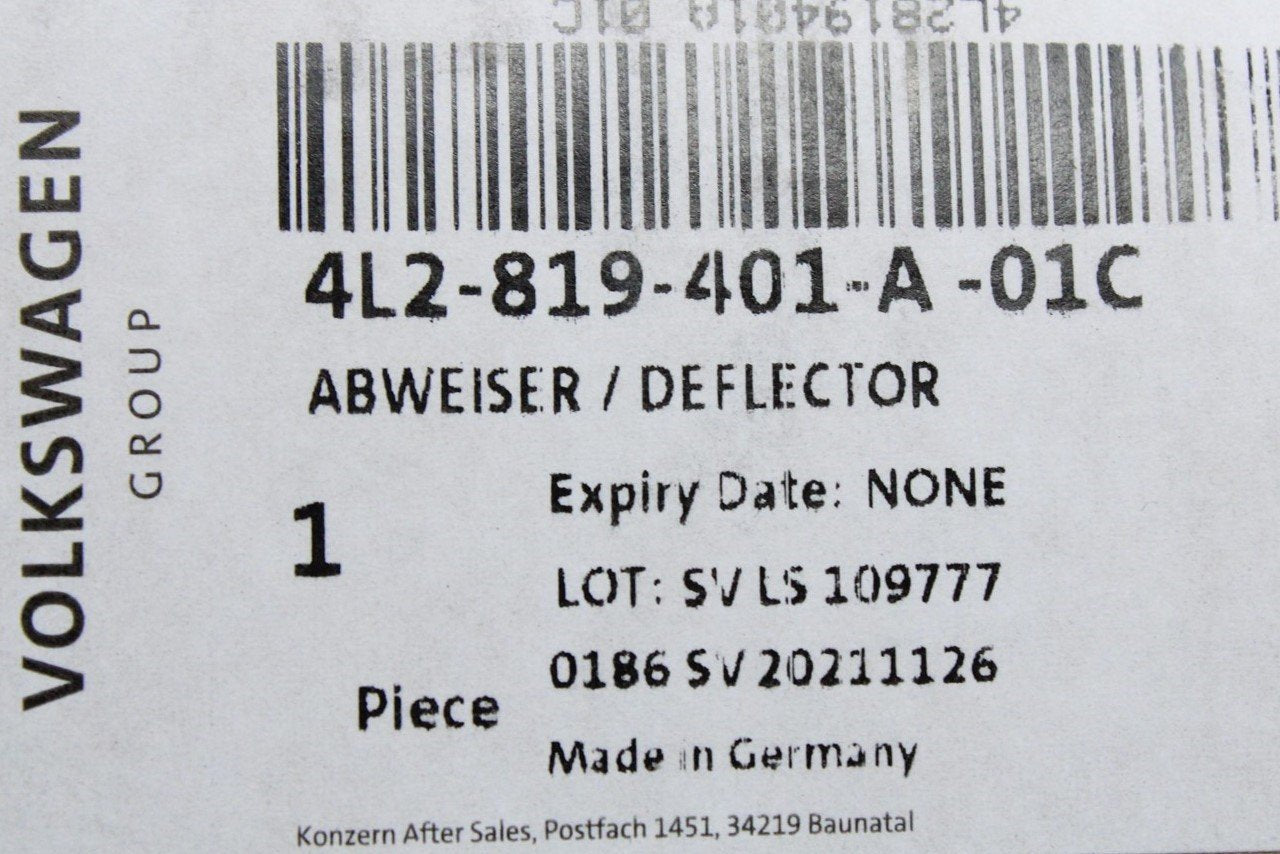 4L2819401A 01C
VOLKSWAGEN
GROUP
4L2-819-401-A -01C
ABWEISER / DEFLECTOR
1
Piece
Expiry Date: NONE
LOT: SV LS 109777
0186 SV 20211126
Made in Germany
Konzern After Sales, Postfach 1451, 34219 Baunatal